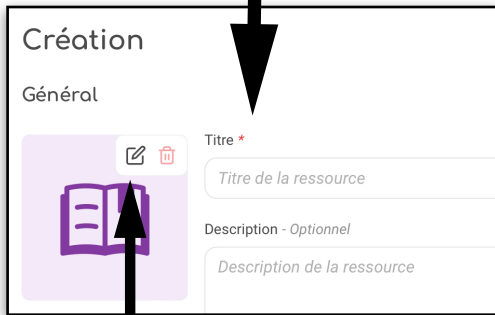 Création
Général
Titre *
Titre de la ressource
Description - Optionnel
Description de la ressource